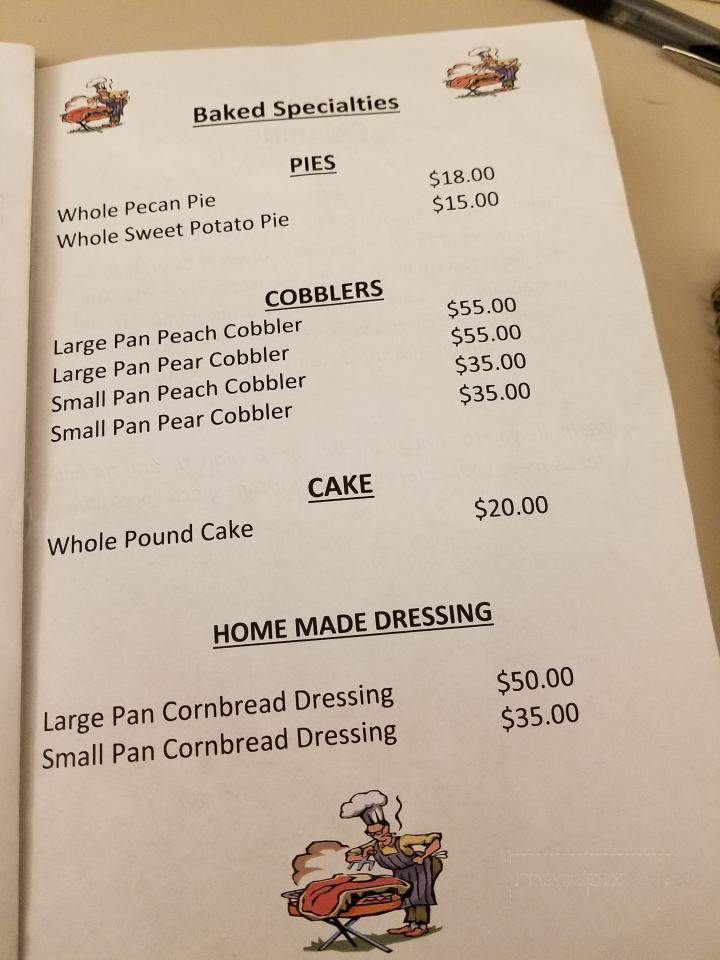 Baked Specialties
PIES
Whole Pecan Pie $18.00
Whole Sweet Potato Pie $15.00
COBBLERS
Large Pan Peach Cobbler $55.00
Large Pan Pear Cobbler $55.00
Small Pan Peach Cobbler $35.00
Small Pan Pear Cobbler $35.00
CAKE
Whole Pound Cake $20.00
HOME MADE DRESSING
Large Pan Cornbread Dressing $50.00
Small Pan Cornbread Dressing $35.00